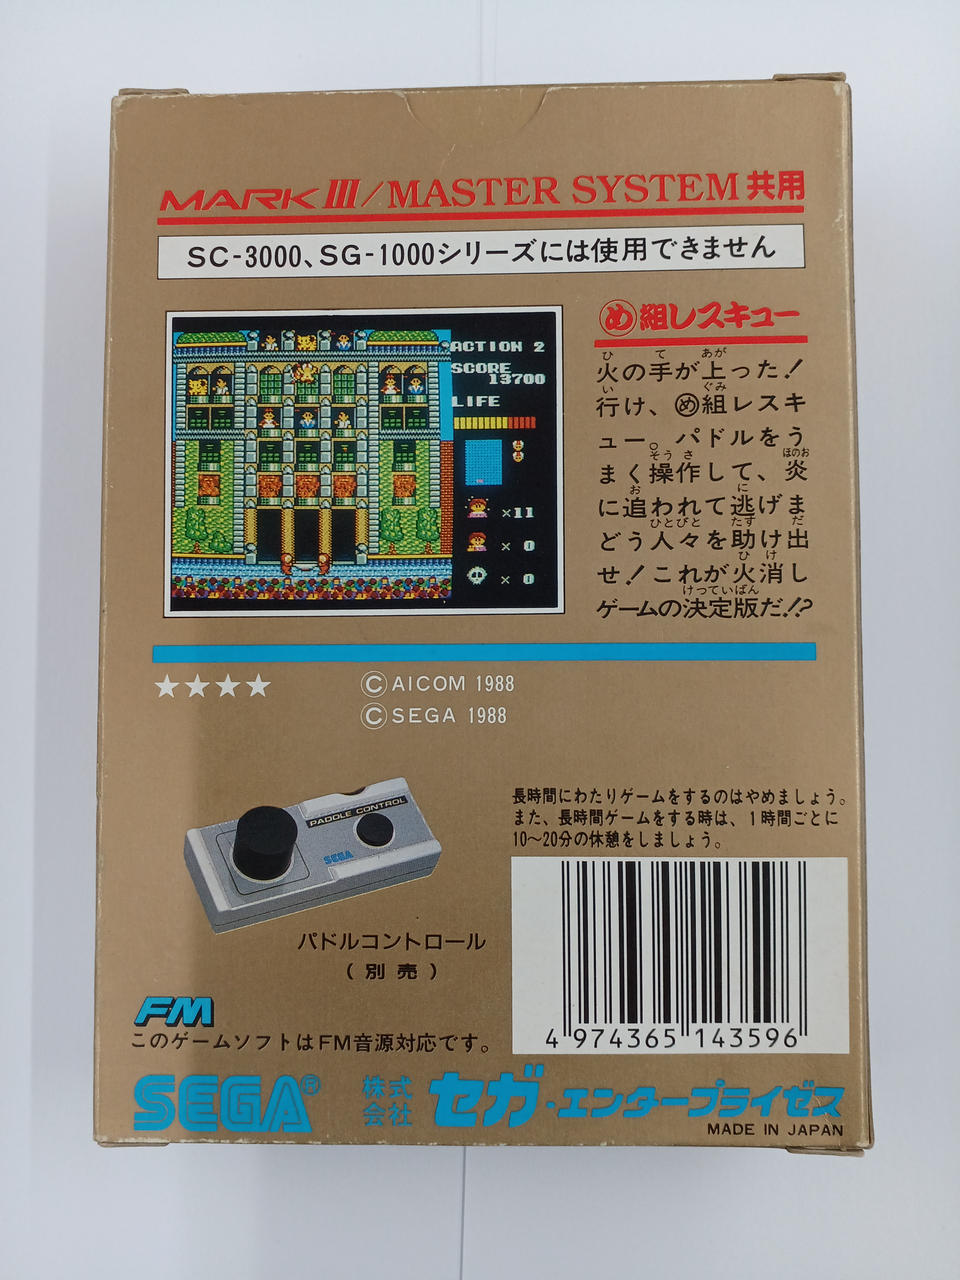 MARK III/MASTER SYSTEM 共用
SC-3000、SG-1000シリーズには使用できません
ACTION 2
SCORE
13700
LIFE
×11
× 0
× 0
め組レスキュー
火の手が上った!
行け、め組レスキ
ュー。パドルをう
まく操作して、炎
に追われて逃げま
どう人々を助け出
せ!これが火消し
ゲームの決定版だ!?
★★★★
©AICOM 1988
©SEGA 1988
長時間にわたりゲームをするのはやめましょう。
また、長時間ゲームをする時は、1時間ごとに
10〜20分の休憩をしましょう。
PADDLE CONTROL
SEGA
パドルコントロール
(別売)
FM
このゲームソフトはFM音源対応です。
4 974365 143596
SEGA® 株式会社 セガ・エンタープライゼス
MADE IN JAPAN